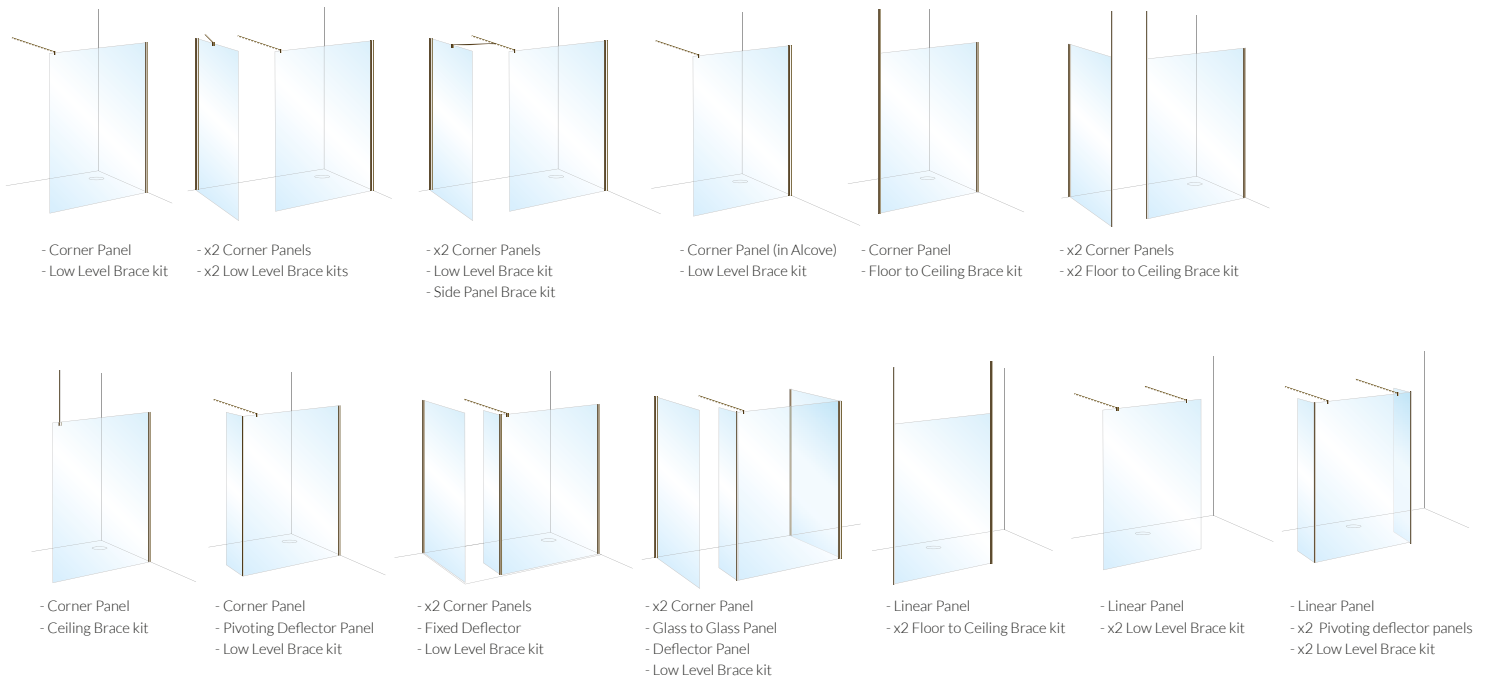 - Corner Panel
- Low Level Brace kit
- x2 Corner Panels
- x2 Low Level Brace kits
- x2 Corner Panels
- Low Level Brace kit
- Side Panel Brace kit
- Corner Panel (in Alcove)
- Low Level Brace kit
- Corner Panel
- Floor to Ceiling Brace kit
- x2 Corner Panels
- x2 Floor to Ceiling Brace kit
- Corner Panel
- Ceiling Brace kit
- Corner Panel
- Pivoting Deflector Panel
- Low Level Brace kit
- x2 Corner Panels
- Fixed Deflector
- Low Level Brace kit
- x2 Corner Panel
- Glass to Glass Panel
- Deflector Panel
- Low Level Brace kit
- Linear Panel
- x2 Floor to Ceiling Brace kit
- Linear Panel
- x2 Low Level Brace kit
- Linear Panel
- x2  Pivoting deflector panels
- x2 Low Level Brace kit